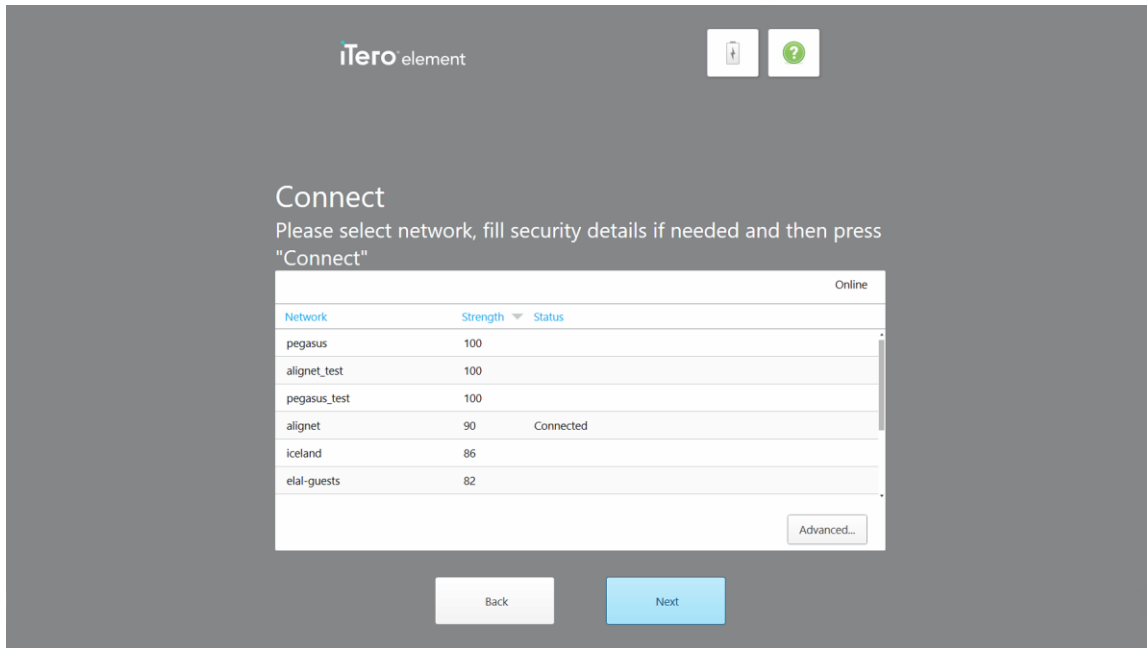 iTero element
?
Connect
Please select network, fill security details if needed and then press
"Connect"
Online
Network Strength Status
pegasus 100
alignet_test 100
pegasus_test 100
alignet 90 Connected
iceland 86
elal-guests 82
Advanced...
Back Next